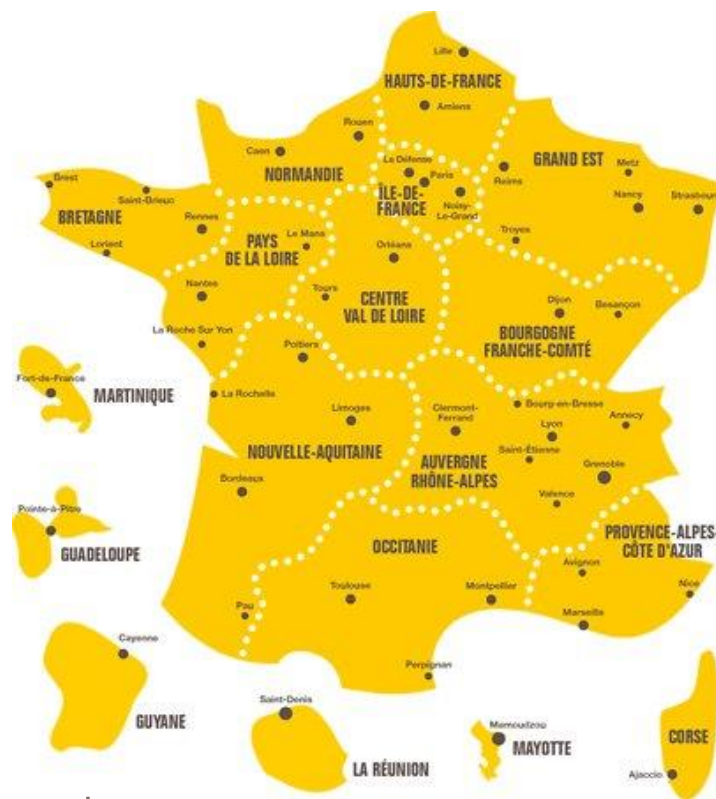 Lille
HAUTS-DE-FRANCE
Amiens
Rouen
Caen
NORMANDIE
La Défense
Paris
ÎLE-DE-
FRANCE
Noisy-
Le-Grand
GRAND EST
Reims
Metz
Nancy
Strasbourg
Troyes
Brest
Saint-Brieuc
BRETAGNE
Rennes
Lorient
PAYS
DE LA LOIRE
Le Mans
Nantes
La Roche Sur Yon
Orléans
Tours
CENTRE
VAL DE LOIRE
Dijon
Besançon
BOURGOGNE
FRANCHE-COMTÉ
Poitiers
La Rochelle
Limoges
NOUVELLE-AQUITAINE
Bordeaux
Pau
Clermont-
Ferrand
Bourg-en-Bresse
Lyon
Annecy
Saint-Étienne
AUVERGNE
RHÔNE-ALPES
Grenoble
Valence
OCCITANIE
Toulouse
Montpellier
Perpignan
PROVENCE-ALPES-
CÔTE D'AZUR
Avignon
Nice
Marseille
Fort-de-France
MARTINIQUE
Pointe-à-Pitre
GUADELOUPE
Cayenne
GUYANE
Saint-Denis
LA RÉUNION
Mamoudzou
MAYOTTE
CORSE
Ajaccio